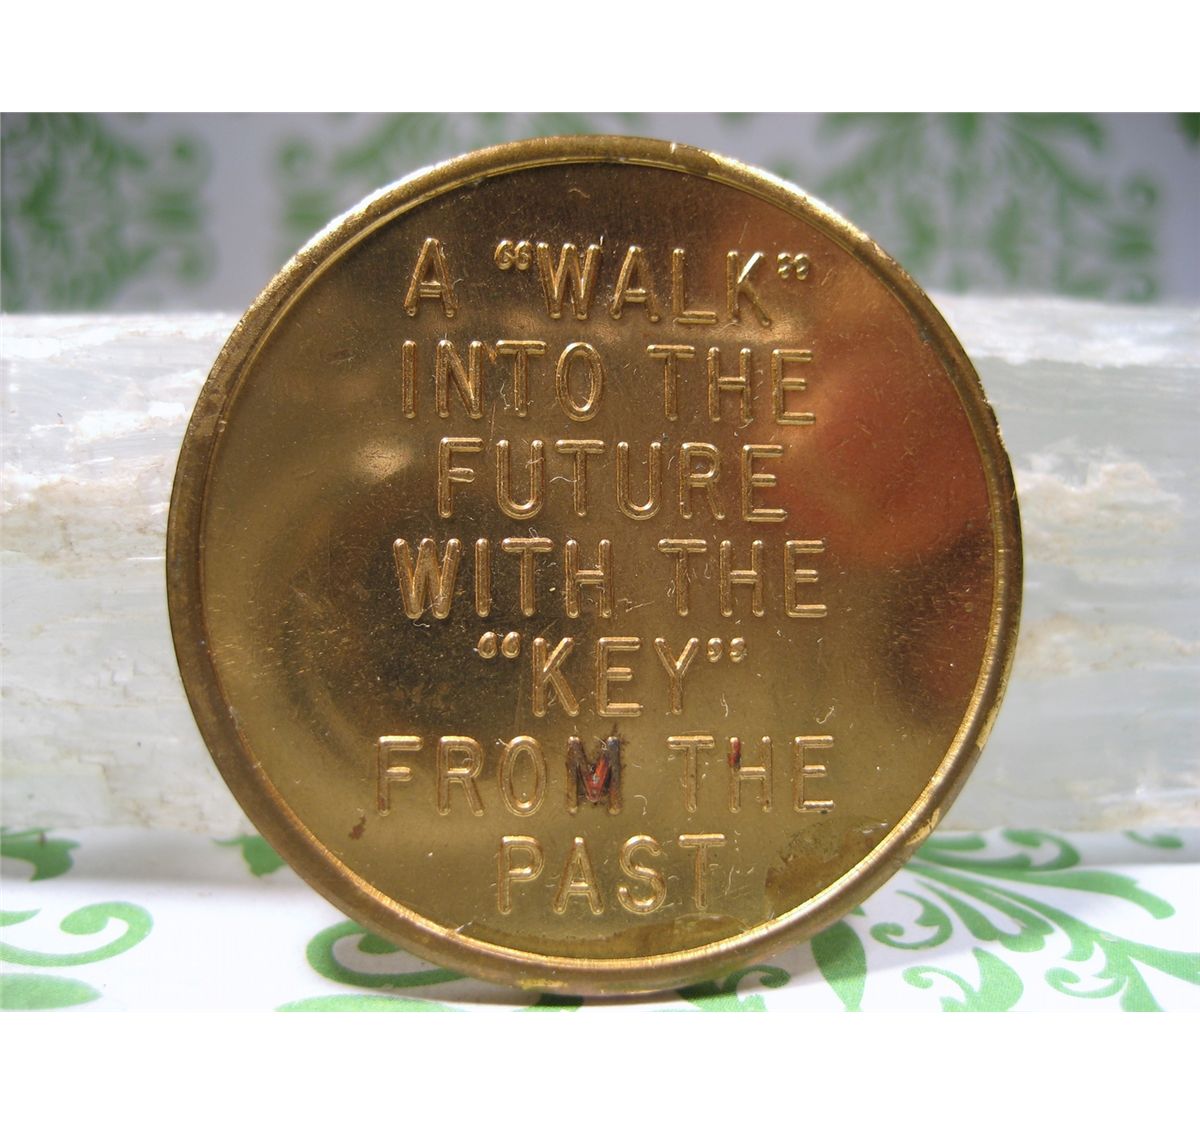 A “WALK”
INTO THE
FUTURE
WITH THE
“KEY”
FROM THE
PAST